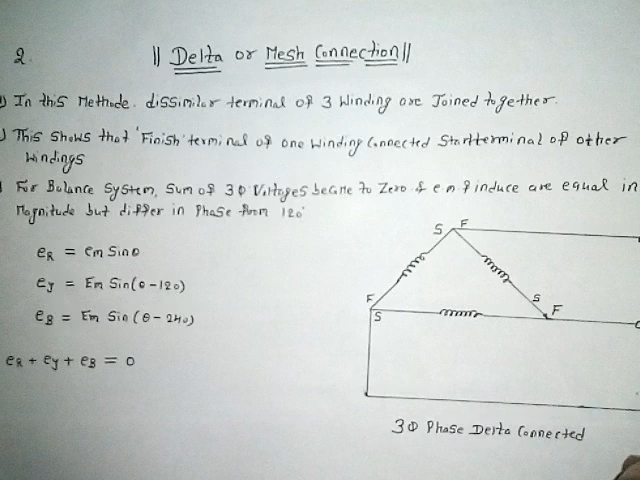 2. || Delta or Mesh Connection ||
) In this Methode dissimilar terminal of 3 Winding are Joined together.
) This Shows that 'Finish' terminal of one winding Connected Start terminal of other
Windings
For Balance System, Sum of 3φ Voltages became to Zero & emf induce are equal in
Magnitude but differ in Phase from 120°
eR = em Sinθ
ey = Em Sin(θ-120)
eB = Em Sin (θ-240)
eR + ey + eB = 0
S F
F
S
S F
3Φ Phase Delta Connected